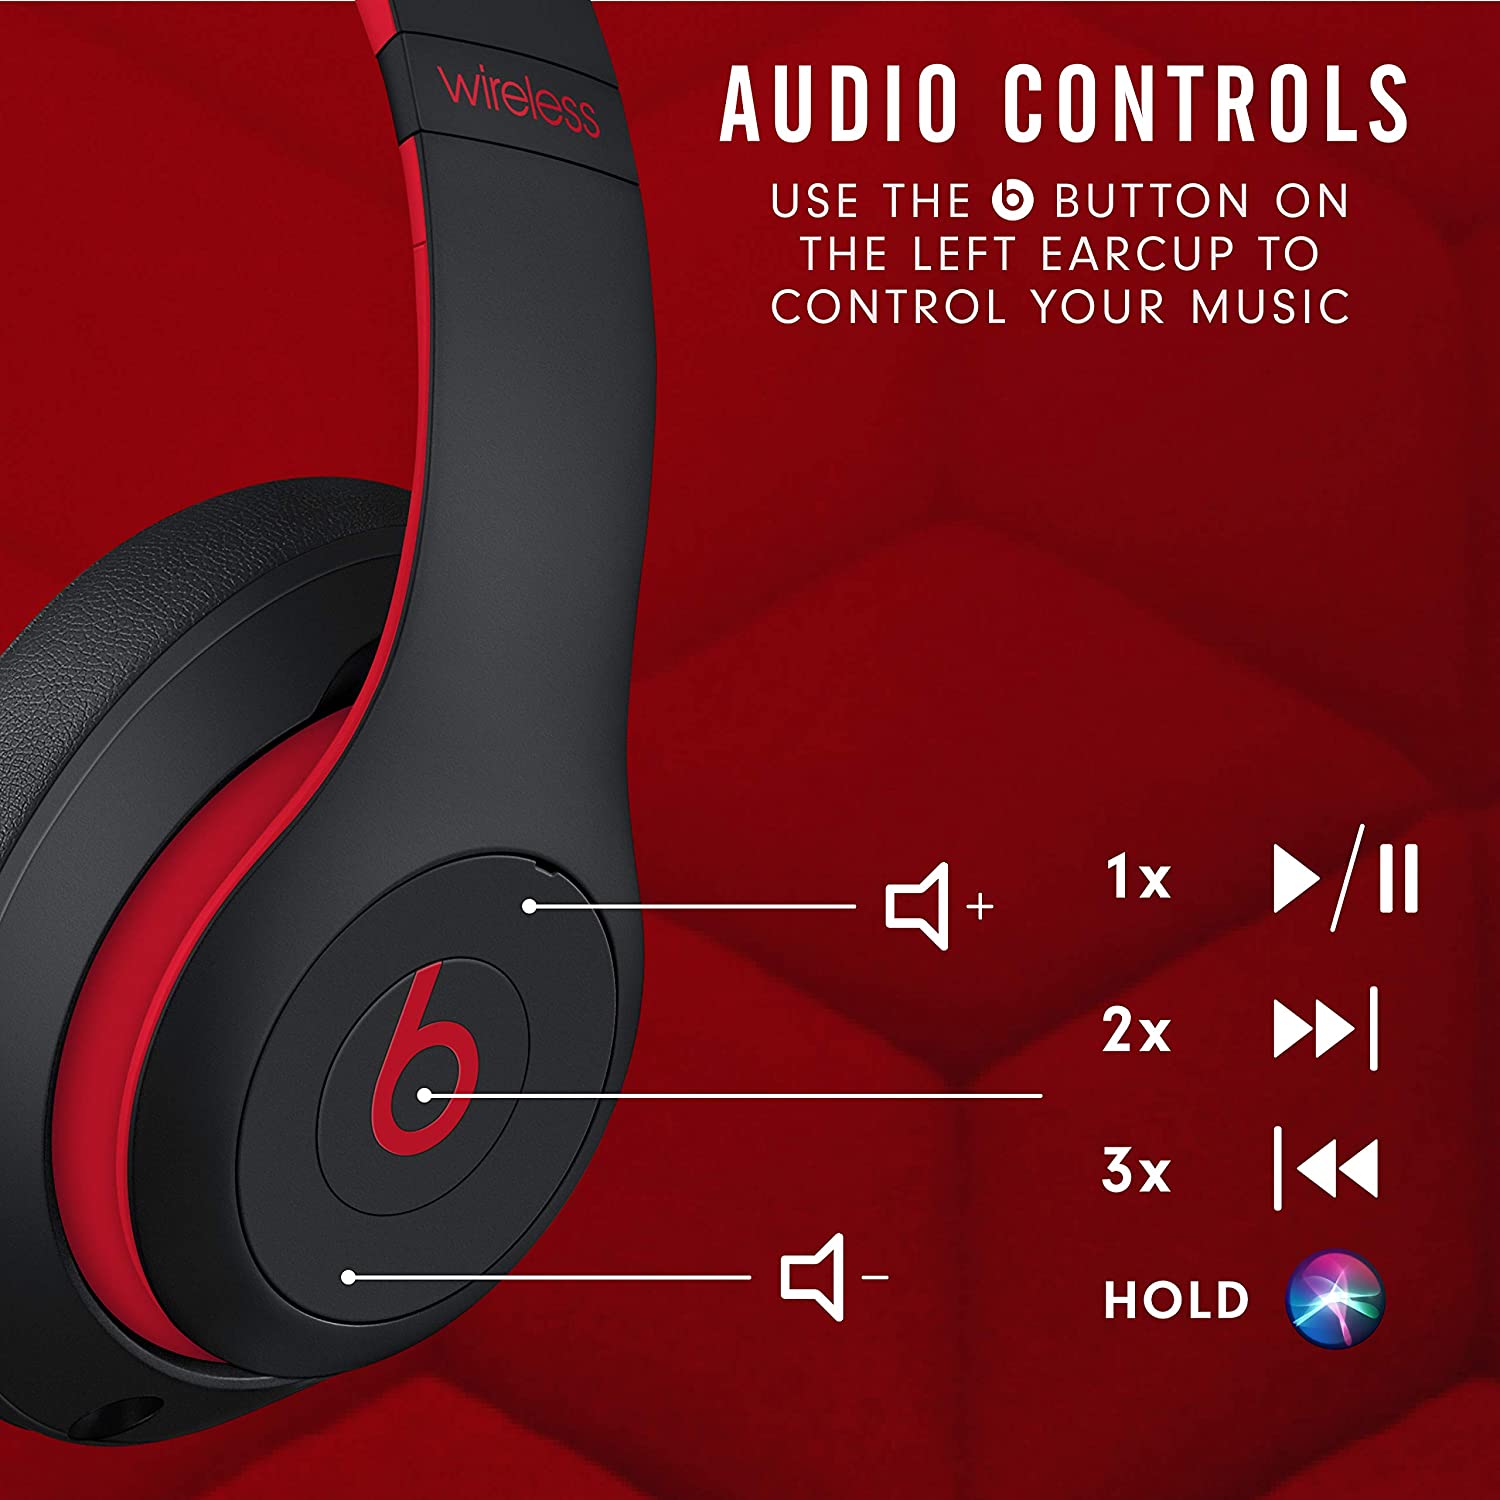 wireless
AUDIO CONTROLS
USE THE b BUTTON ON
THE LEFT EARCUP TO
CONTROL YOUR MUSIC
+
1x
2x
b
3x
−
HOLD